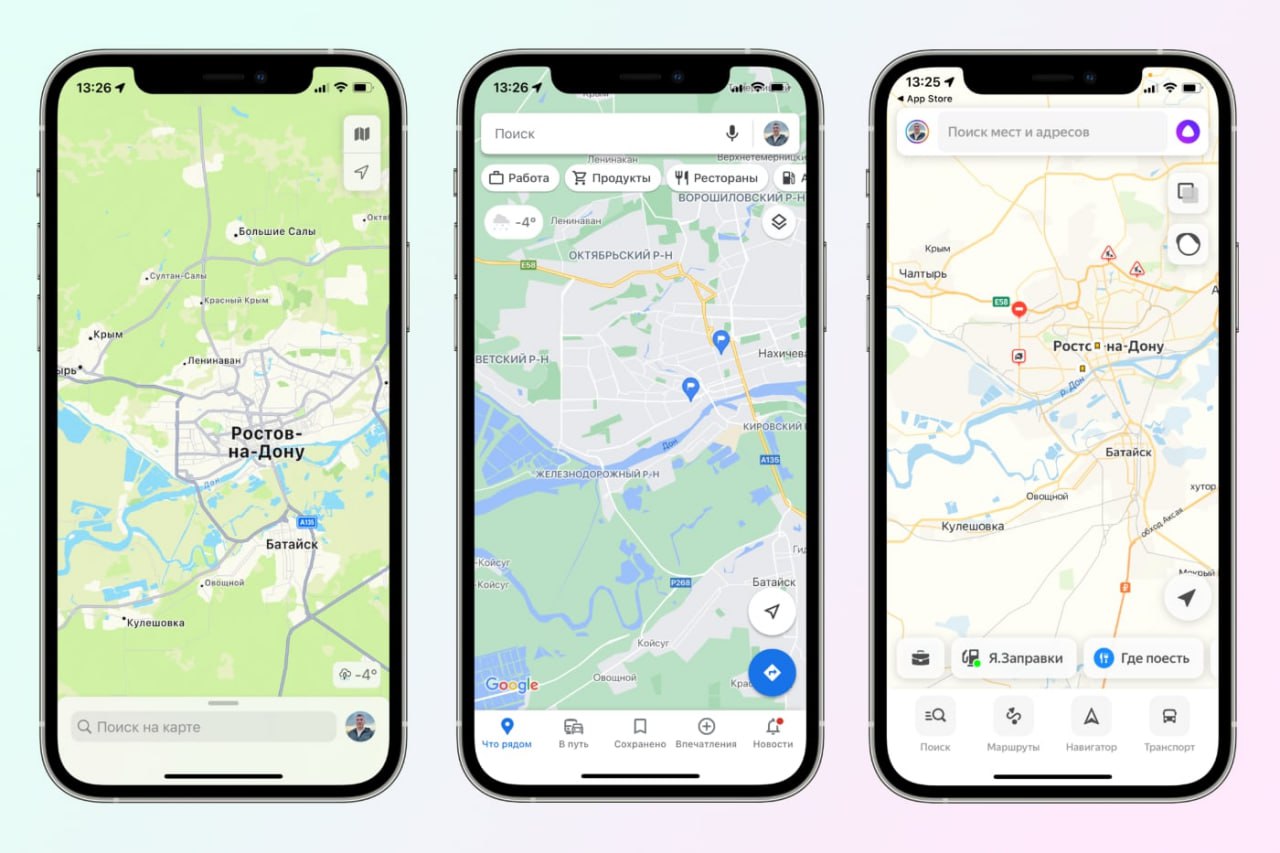 13:26
Октя
Большие Салы
Султан-Салы
Красный Крым
Крым
Ленинаван
ырь
Ростов-
на-Дону
Дон
A135
Батайск
Овощной
Кулешовка
-4°
Поиск на карте
13:26
Крым
Поиск
Ленинакан
Верхнетемерницкий
Работа
Продукты
Рестораны
А
ВОРОШИЛОВСКИЙ Р-Н
-4°
Ленинаван
ОКТЯБРЬСКИЙ Р-Н
E58
ВЕТСКИЙ Р-Н
Нахичева
КИРОВСКИЙ
Дон
A135
ЖЕЛЕЗНОДОРОЖНЫЙ Р-Н
Койсуг
Койсуг
P268
Батайск
Койсуг
Овощной
Google
Что рядом
В путь
Сохранено
Впечатления
Новости
13:25
App Store
Поиск мест и адресов
Крым
Чалтырь
E58
А
Ростс на-Дону
р. Дон
Батайск
хутор
Овощной
Кулешовка
обход Аксая
Мокрый
Я.Заправки
Где поесть
Поиск
Маршруты
Навигатор
Транспорт